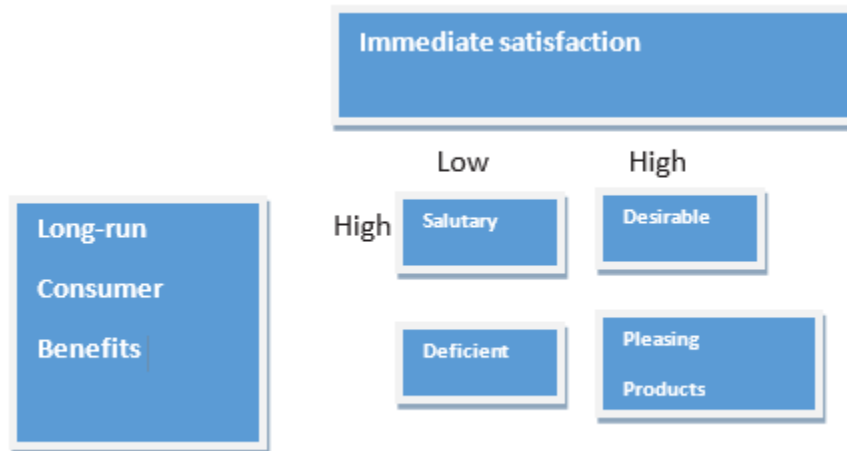 Immediate satisfaction
Low High
Long-run
Consumer
Benefits
High Salutary Desirable
Deficient Pleasing
Products